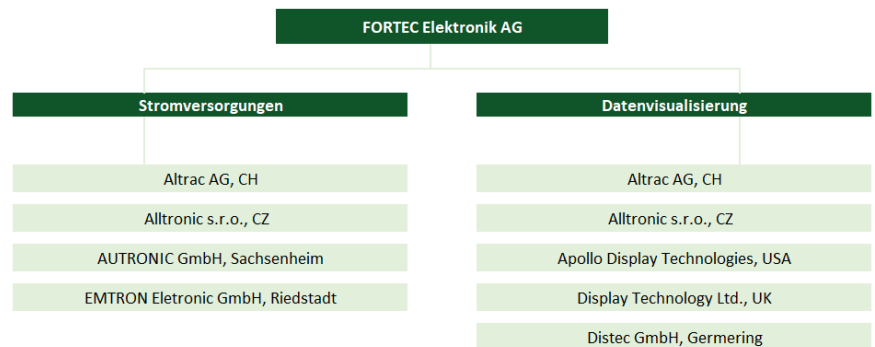 FORTEC Elektronik AG
Stromversorgungen
Altrac AG, CH
Alltronic s.r.o., CZ
AUTRONIC GmbH, Sachsenheim
EMTRON Eletronic GmbH, Riedstadt
Datenvisualisierung
Altrac AG, CH
Alltronic s.r.o., CZ
Apollo Display Technologies, USA
Display Technology Ltd., UK
Distec GmbH, Germering